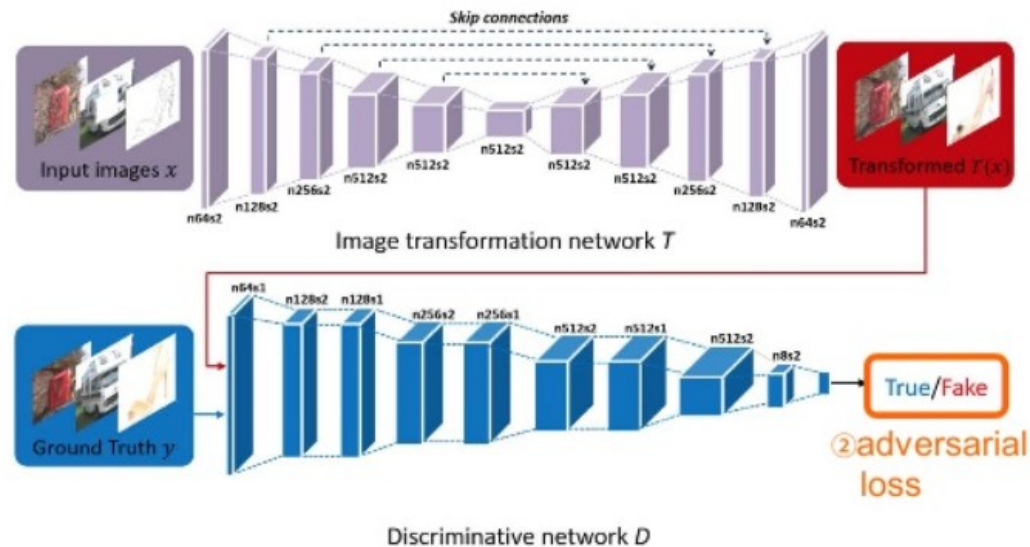 Skip connections
Input images x
Transformed T(x)
n64s2
n128s2
n256s2
n512s2
n512s2
n512s2
n512s2
n512s2
n256s2
n128s2
n64s2
Image transformation network T
n64s1
n128s2
n128s1
n256s2
n256s1
n512s2
n512s1
n512s2
n8s2
Ground Truth y
True/Fake
②adversarial
loss
Discriminative network D